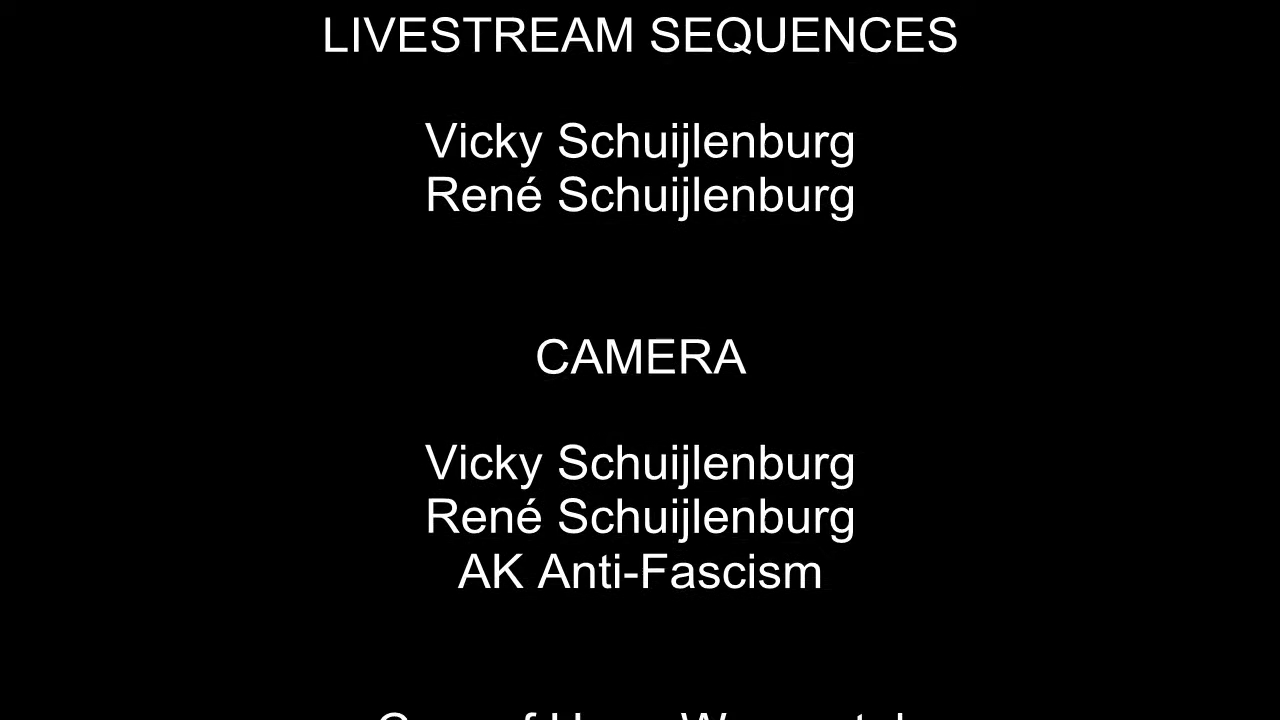 LIVESTREAM SEQUENCES
Vicky Schuijlenburg
René Schuijlenburg
CAMERA
Vicky Schuijlenburg
René Schuijlenburg
AK Anti-Fascism